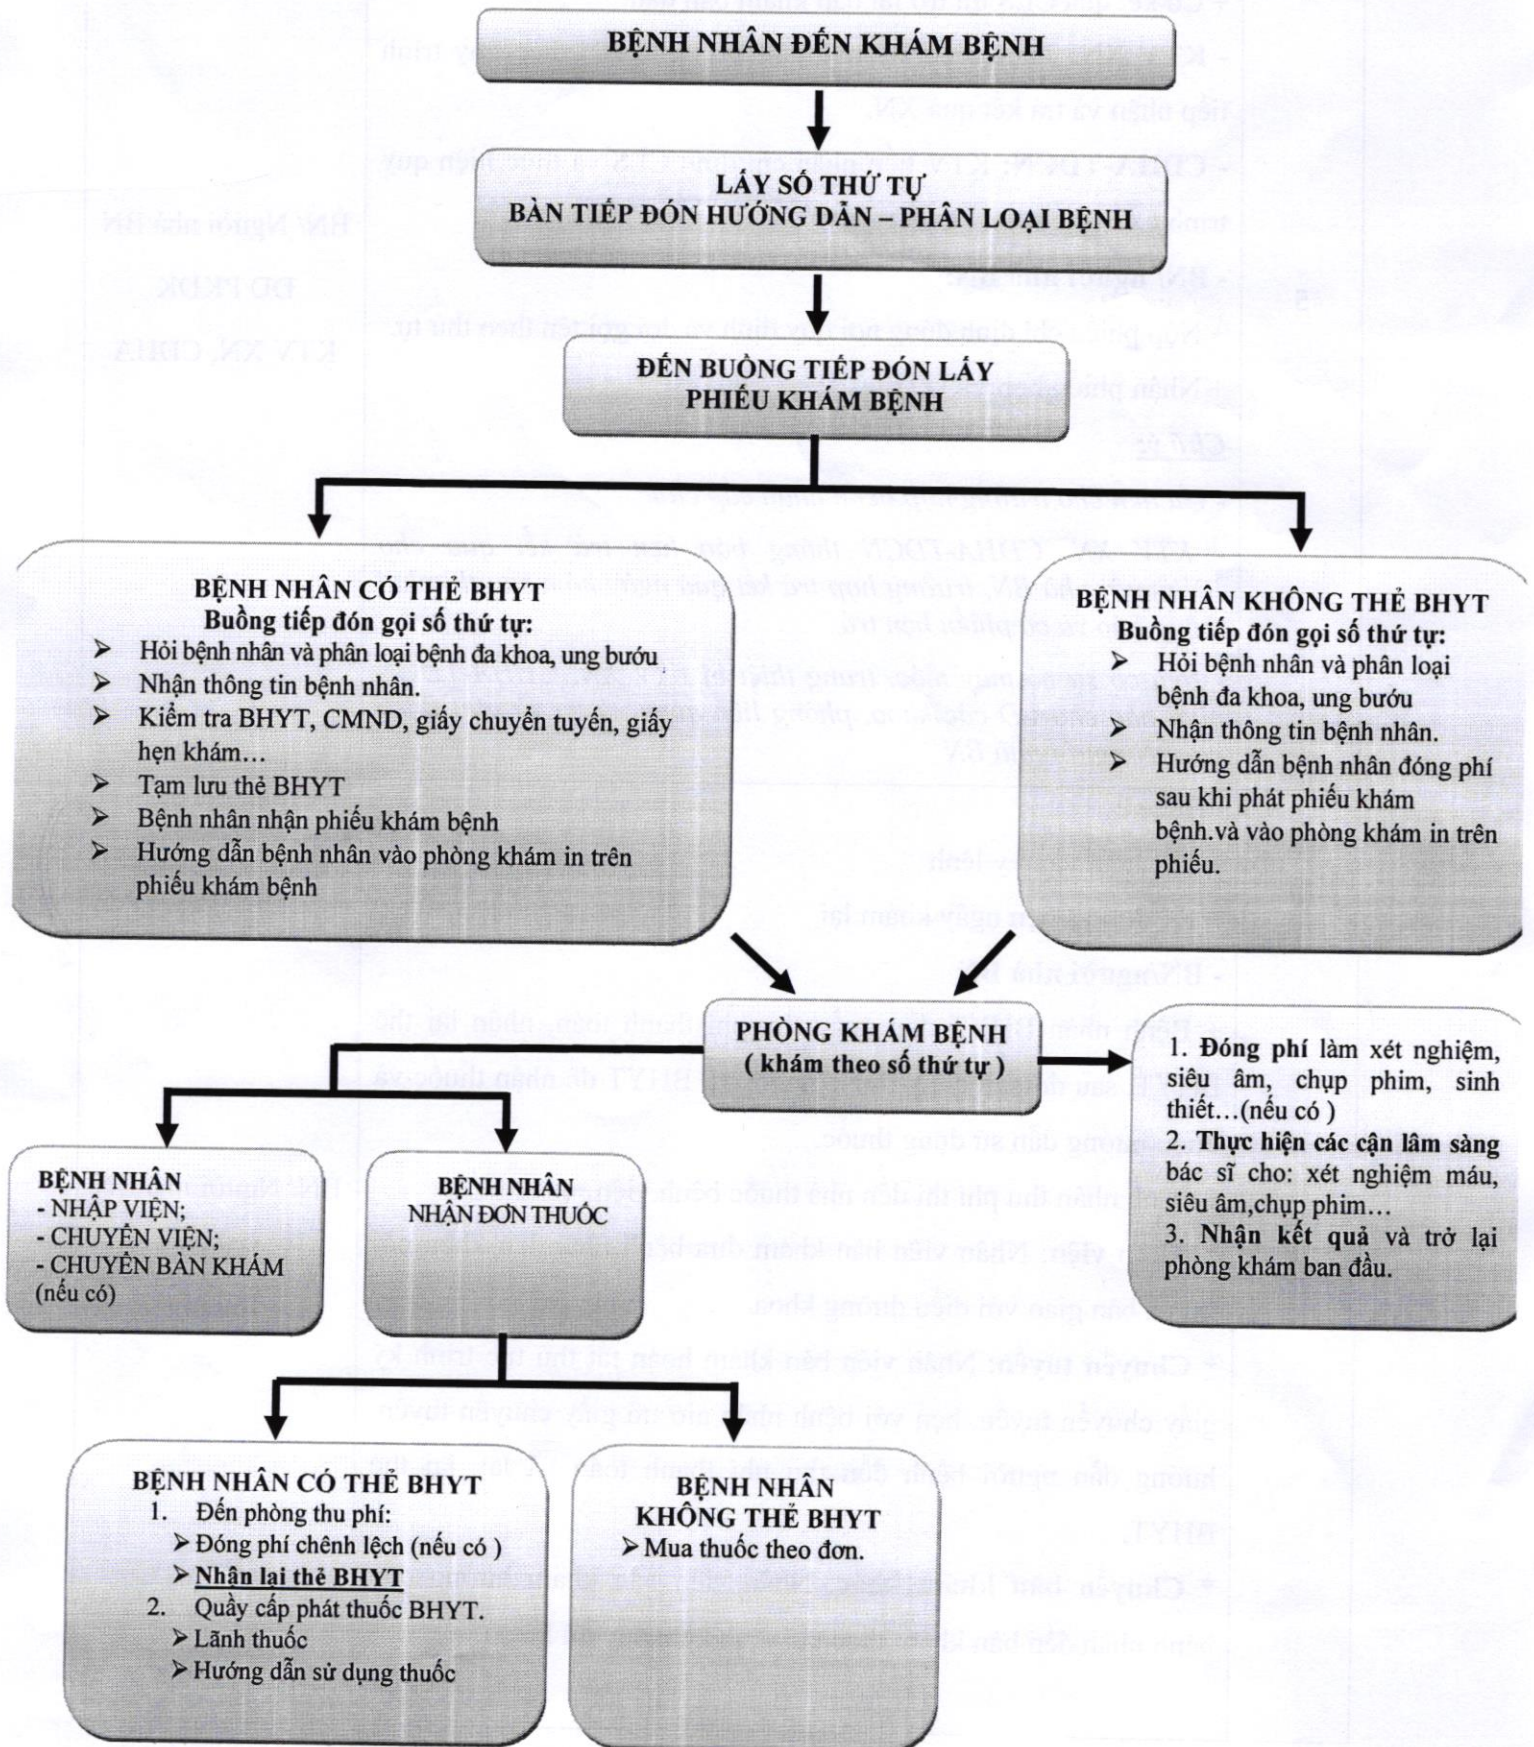 BỆNH NHÂN ĐẾN KHÁM BỆNH
LẤY SỐ THỨ TỰ
BÀN TIẾP ĐÓN HƯỚNG DẪN – PHÂN LOẠI BỆNH
ĐẾN BUỒNG TIẾP ĐÓN LẤY
PHIẾU KHÁM BỆNH
BỆNH NHÂN CÓ THẺ BHYT
Buồng tiếp đón gọi số thứ tự:
➢ Hỏi bệnh nhân và phân loại bệnh đa khoa, ung bướu
➢ Nhận thông tin bệnh nhân.
➢ Kiểm tra BHYT, CMND, giấy chuyển tuyến, giấy
hẹn khám…
➢ Tạm lưu thẻ BHYT
➢ Bệnh nhân nhận phiếu khám bệnh
➢ Hướng dẫn bệnh nhân vào phòng khám in trên
phiếu khám bệnh
BỆNH NHÂN KHÔNG THẺ BHYT
Buồng tiếp đón gọi số thứ tự:
➢ Hỏi bệnh nhân và phân loại
bệnh đa khoa, ung bướu
➢ Nhận thông tin bệnh nhân.
➢ Hướng dẫn bệnh nhân đóng phí
sau khi phát phiếu khám
bệnh.và vào phòng khám in trên
phiếu.
PHÒNG KHÁM BỆNH
( khám theo số thứ tự )
1. Đóng phí làm xét nghiệm,
siêu âm, chụp phim, sinh
thiết…(nếu có )
2. Thực hiện các cận lâm sàng
bác sĩ cho: xét nghiệm máu,
siêu âm,chụp phim…
3. Nhận kết quả và trở lại
phòng khám ban đầu.
BỆNH NHÂN
- NHẬP VIỆN;
- CHUYỂN VIỆN;
- CHUYỂN BÀN KHÁM
(nếu có)
BỆNH NHÂN
NHẬN ĐƠN THUỐC
BỆNH NHÂN CÓ THẺ BHYT
1. Đến phòng thu phí:
➢ Đóng phí chênh lệch (nếu có )
➢ Nhận lại thẻ BHYT
2. Quầy cấp phát thuốc BHYT.
➢ Lãnh thuốc
➢ Hướng dẫn sử dụng thuốc
BỆNH NHÂN
KHÔNG THẺ BHYT
➢ Mua thuốc theo đơn.